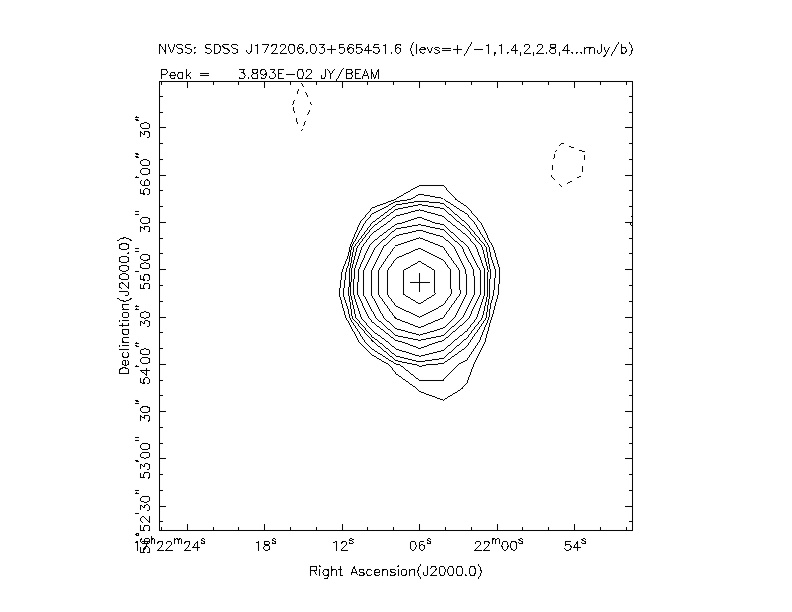 NVSS: SDSS J172206.03+565451.6 (levs=+/-1,1.4,2,2.8,4...mJy/b)
Peak = 3.893E-02 JY/BEAM
30"
56'00"
30"
55'00"
30"
54'00"
30"
53'00"
52'30"
Declination(J2000.0)
22ᵐ24ˢ 18ˢ 12ˢ 06ˢ 22ᵐ00ˢ 54ˢ
Right Ascension(J2000.0)